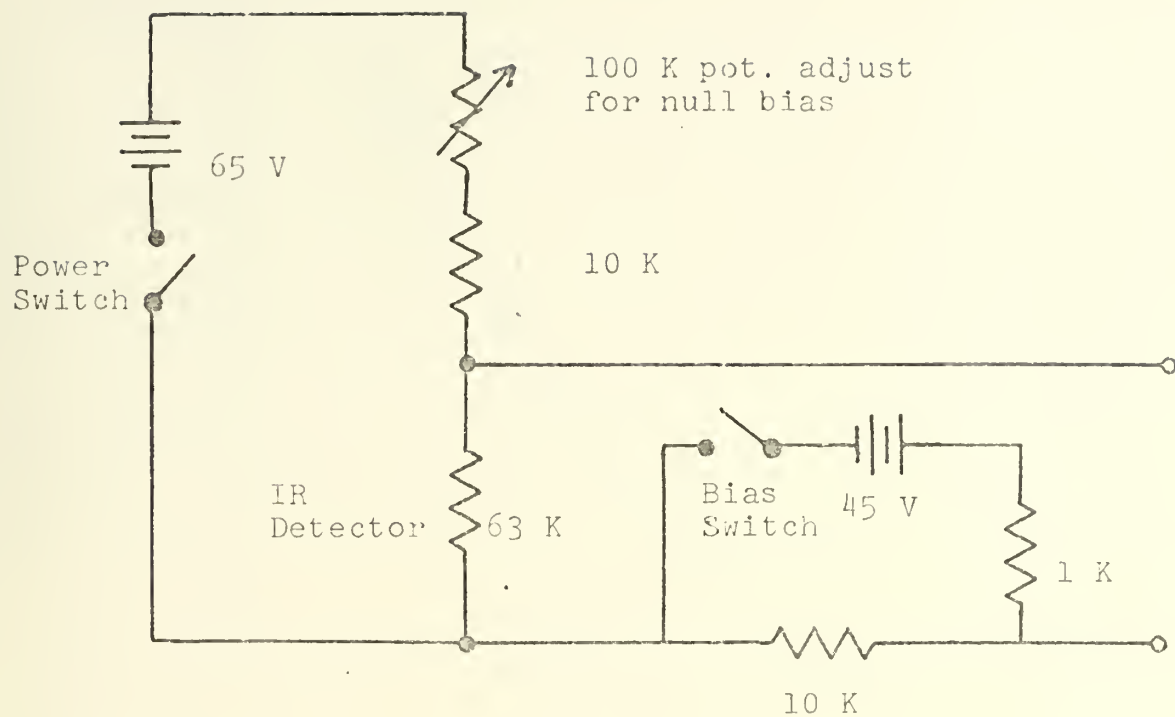 100 K pot. adjust
for null bias
65 V
Power
Switch
10 K
IR
Detector
63 K
Bias
Switch
45 V
1 K
10 K